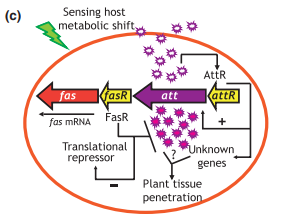 (c)
Sensing host
metabolic shift
AttR
fas
fasR
att
attR
fas mRNA
FasR
+
Translational
repressor
?
Unknown
genes
–
Plant tissue
penetration